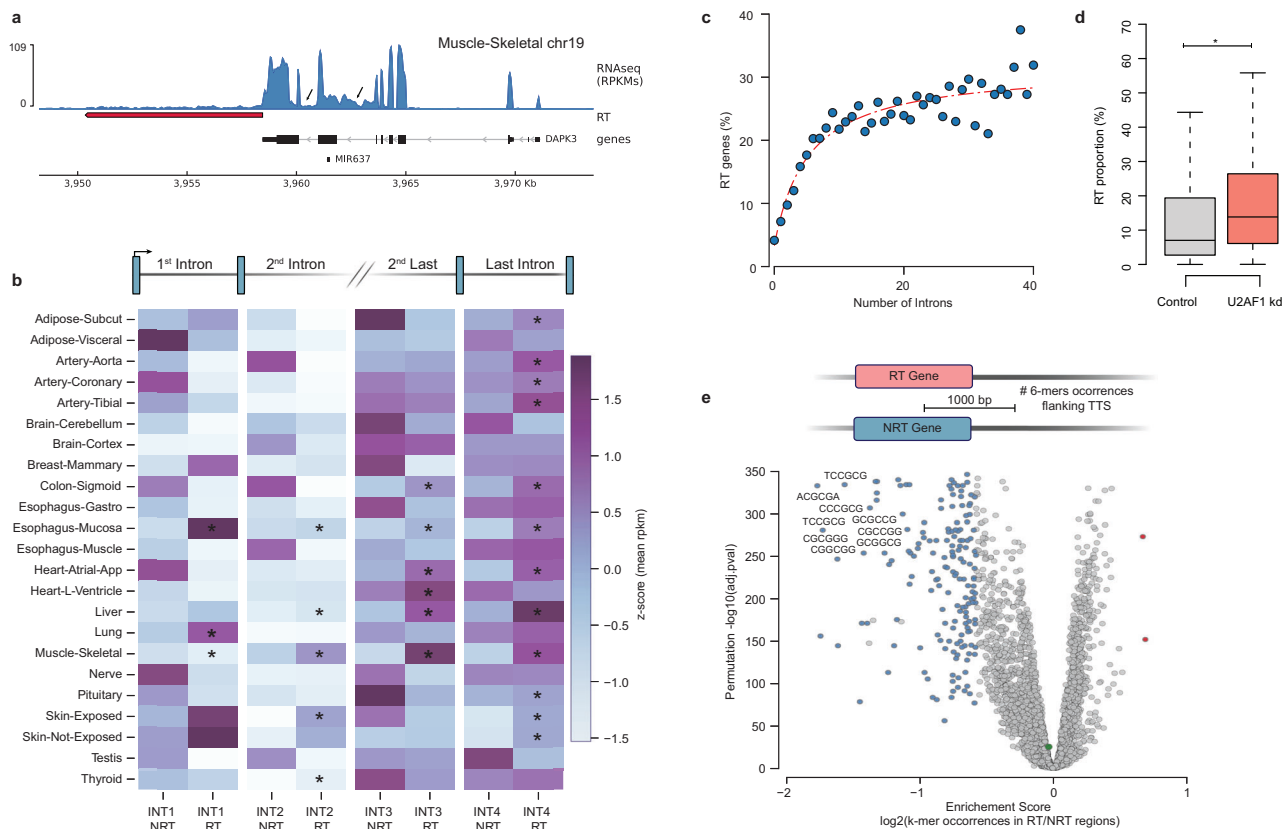 a
109
0
Muscle-Skeletal chr19
RNAseq
(RPKMs)
RT
genes
DAPK3
MIR637
3,950
3,955
3,960
3,965
3,970 Kb
b
1st Intron
2nd Intron
2nd Last
Last Intron
Adipose-Subcut
Adipose-Visceral
Artery-Aorta
Artery-Coronary
Artery-Tibial
Brain-Cerebellum
Brain-Cortex
Breast-Mammary
Colon-Sigmoid
Esophagus-Gastro
Esophagus-Mucosa
Esophagus-Muscle
Heart-Atrial-App
Heart-L-Ventricle
Liver
Lung
Muscle-Skeletal
Nerve
Pituitary
Skin-Exposed
Skin-Not-Exposed
Testis
Thyroid
INT1 NRT
INT1 RT
INT2 NRT
INT2 RT
INT3 NRT
INT3 RT
INT4 NRT
INT4 RT
1.5
1.0
0.5
0.0
−0.5
−1.0
−1.5
z-score (mean rpkm)
c
RT genes (%)
40
30
20
10
0
0
20
40
Number of Introns
d
RT proportion (%)
70
60
50
40
30
20
10
0
*
Control
U2AF1 kd
e
RT Gene
1000 bp
# 6-mers ocorrences
flanking TTS
NRT Gene
Permutation -log10(adj.pval)
350
300
250
200
150
100
50
0
TCCGCG
ACGCGA
CCCGCG
TCCGCG
GCGCCG
CGCGGG
CGCCGG
CGGCGG
GCGGCG
−2
−1
0
1
Enrichment Score
log2(k-mer occorrences in RT/NRT regions)